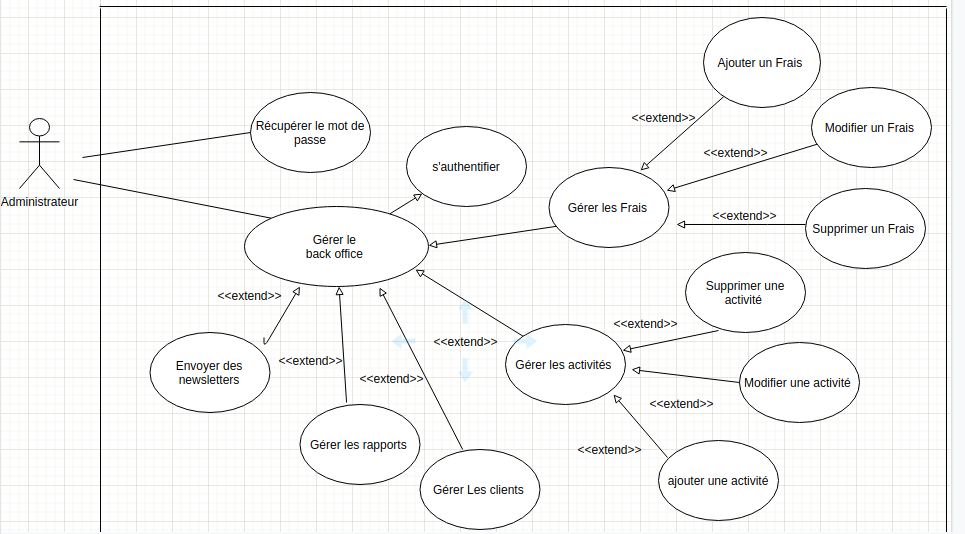 Ajouter un Frais
<<extend>>
Modifier un Frais
<<extend>>
Récupérer le mot de
passe
s'authentifier
Administrateur
Gérer les Frais
<<extend>>
Supprimer un Frais
Gérer le
back office
Supprimer une
activité
<<extend>>
<<extend>>
<<extend>>
Gérer les activités
Envoyer des
newsletters
<<extend>>
<<extend>>
Modifier une activité
<<extend>>
Gérer les rapports
<<extend>>
Gérer Les clients
ajouter une activité